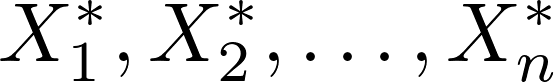 $X_1^*, X_2^*, \ldots, X_n^*$